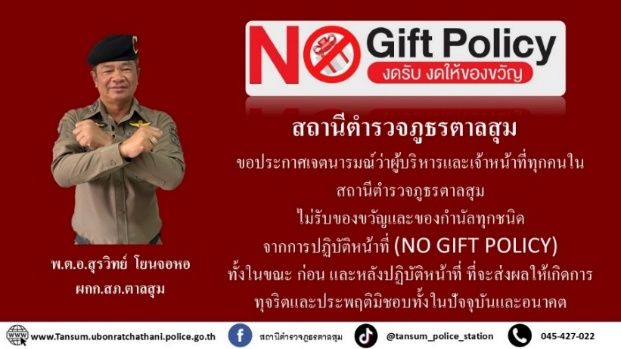 NO Gift Policy
งดรับ งดให้ของขวัญ
สถานีตำรวจภูธรตาลสุม
ขอประกาศเจตนารมณ์ว่าผู้บริหารและเจ้าหน้าที่ทุกคนใน
สถานีตำรวจภูธรตาลสุม
ไม่รับของขวัญและของกำนัลทุกชนิด
จากการปฏิบัติหน้าที่ (NO GIFT POLICY)
ทั้งในขณะ ก่อน และหลังปฏิบัติหน้าที่ ที่จะส่งผลให้เกิดการ
ทุจริตและประพฤติมิชอบทั้งในปัจจุบันและอนาคต
พ.ต.อ.สุรวิทย์ โยนจอหอ
ผกก.สภ.ตาลสุม
www.Tansum.ubonratchathani.police.go.th
สถานีตำรวจภูธรตาลสุม
@tansum_police_station
045-427-022